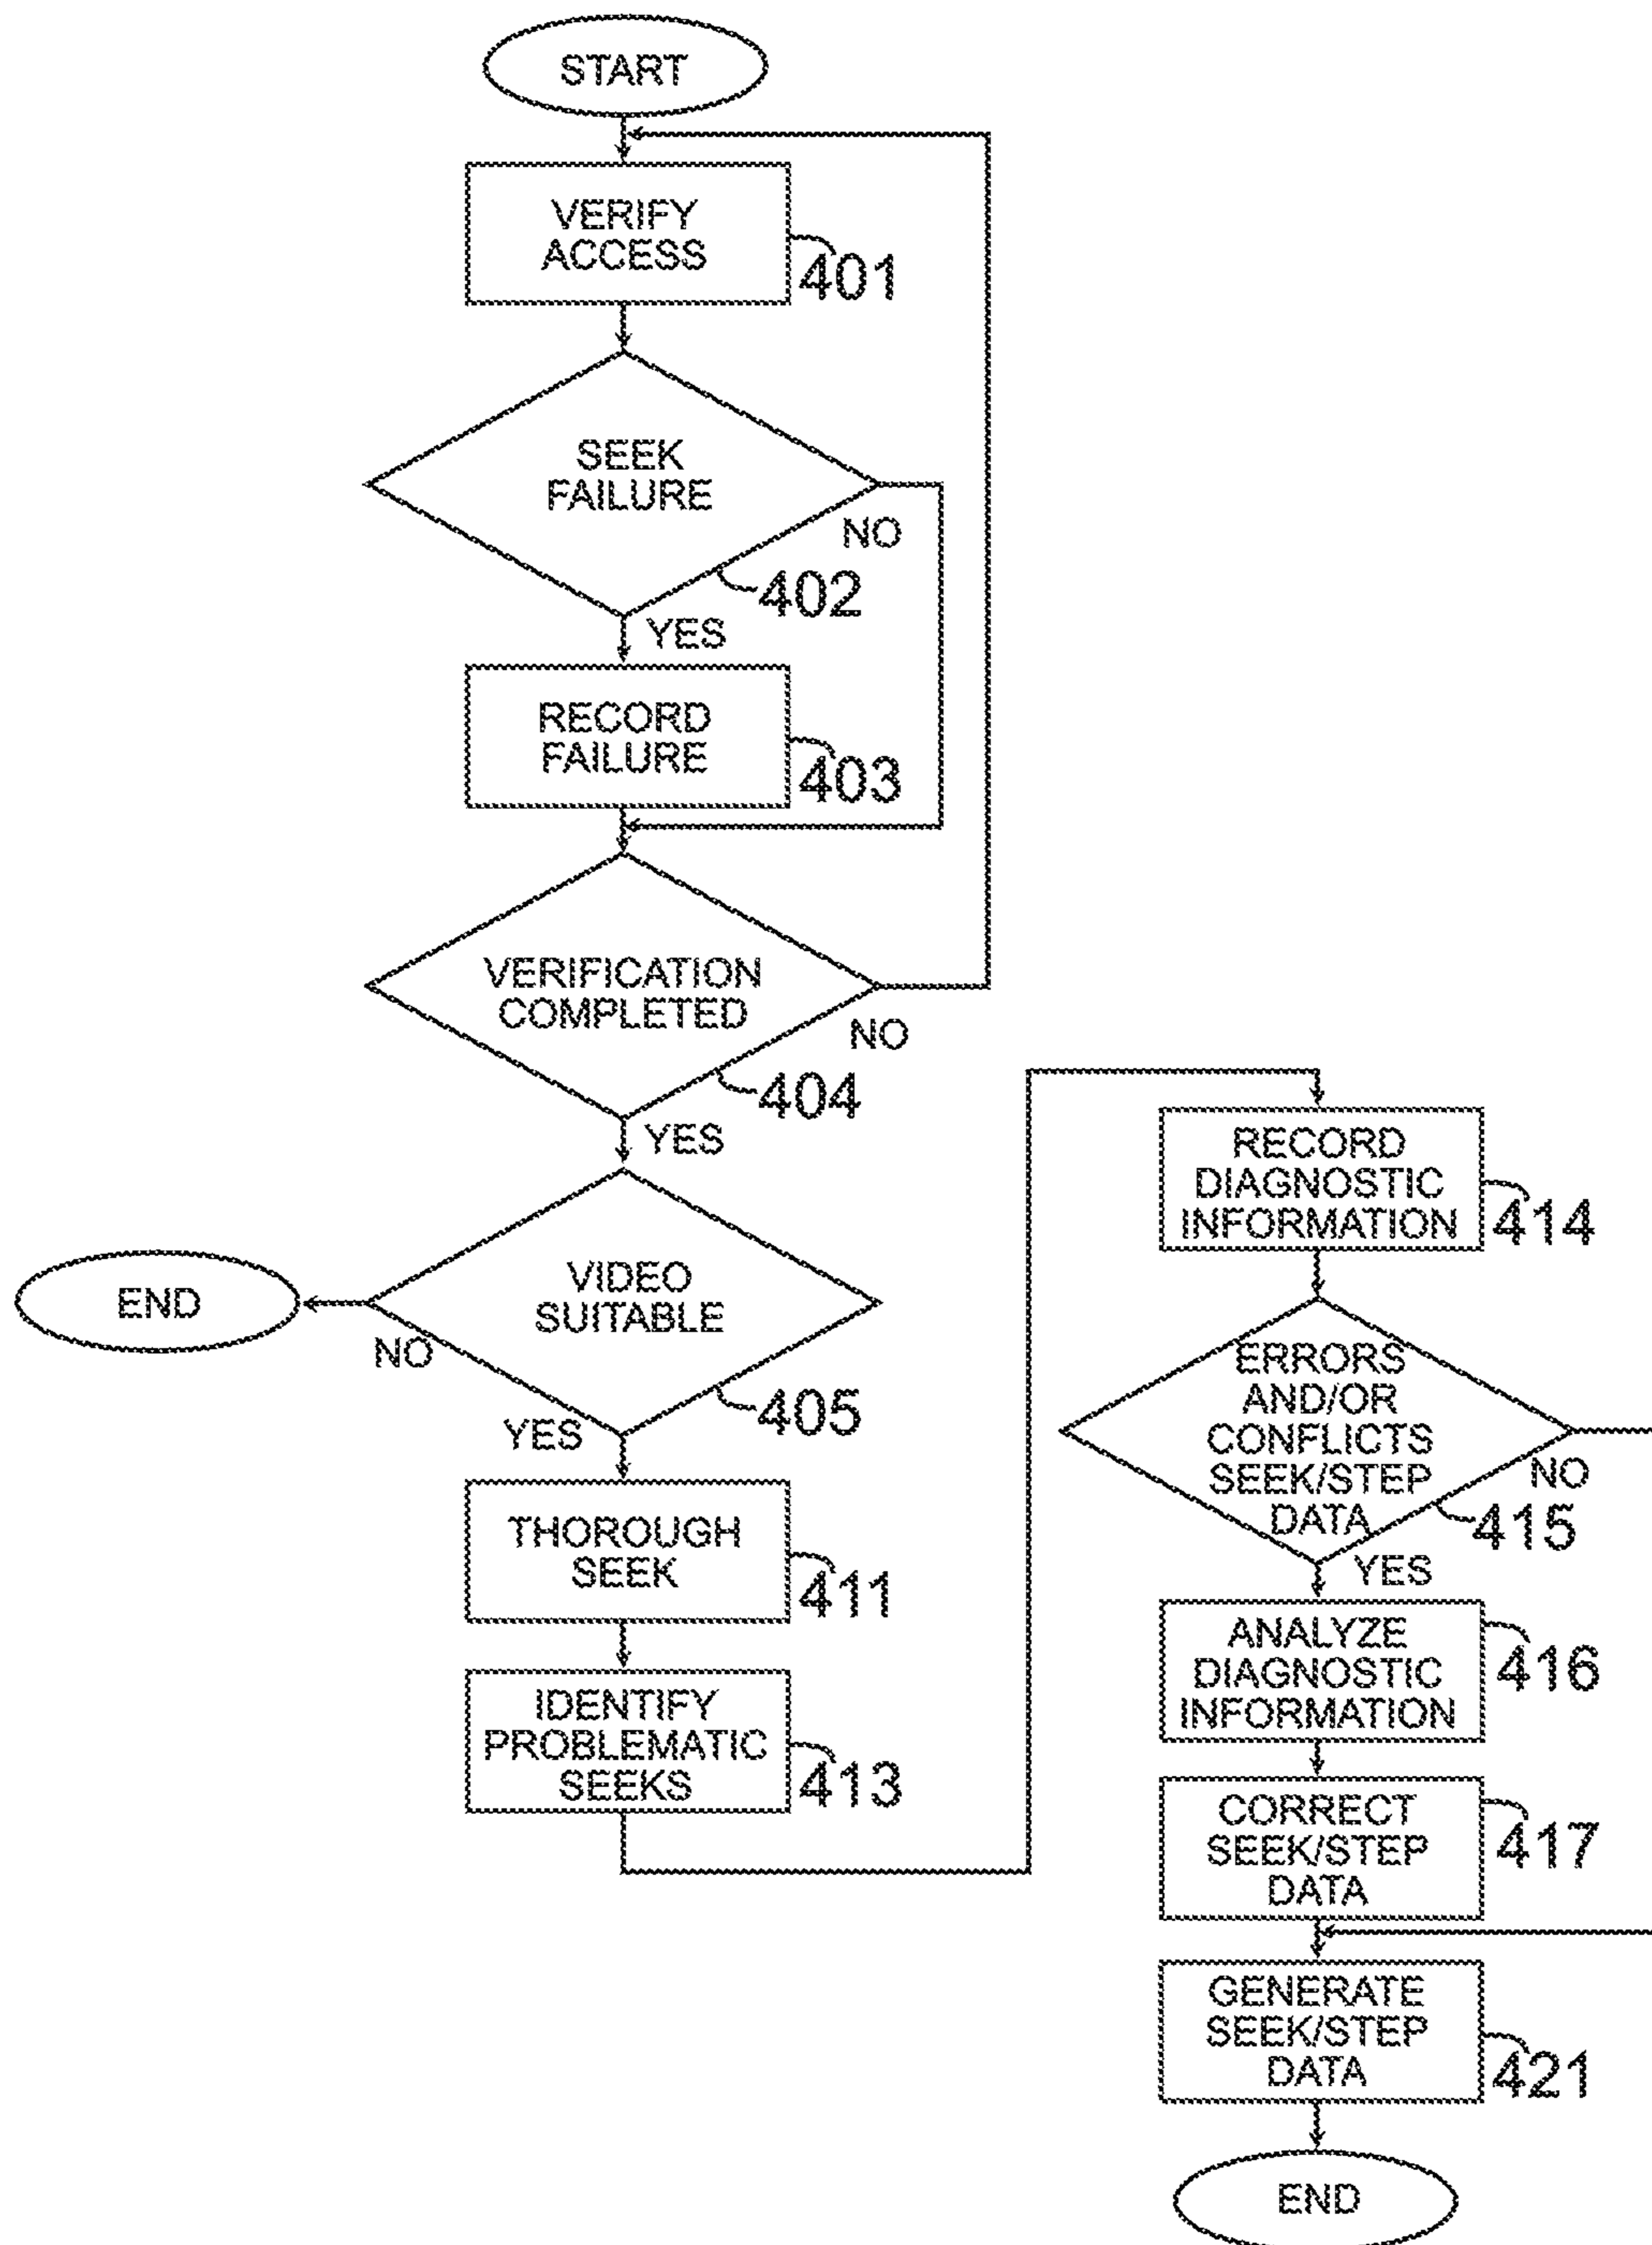 START
VERIFY
ACCESS
401
SEEK
FAILURE
NO
402
YES
RECORD
FAILURE
403
VERIFICATION
COMPLETED
NO
404
YES
VIDEO
SUITABLE
END
NO
405
YES
THOROUGH
SEEK
411
IDENTIFY
PROBLEMATIC
SEEKS
413
RECORD
DIAGNOSTIC
INFORMATION
414
ERRORS
AND/OR
CONFLICTS
SEEK/STEP
DATA
NO
415
YES
ANALYZE
DIAGNOSTIC
INFORMATION
416
CORRECT
SEEK/STEP
DATA
417
GENERATE
SEEK/STEP
DATA
421
END